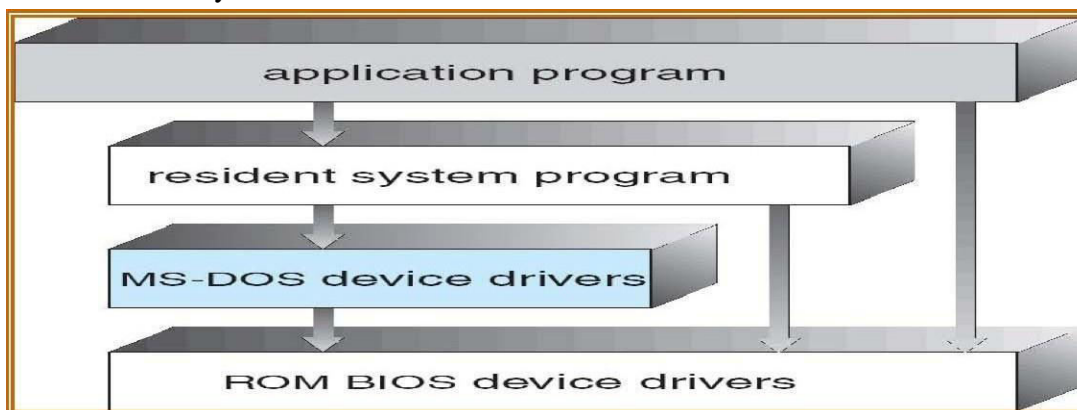 application program
resident system program
MS-DOS device drivers
ROM BIOS device drivers